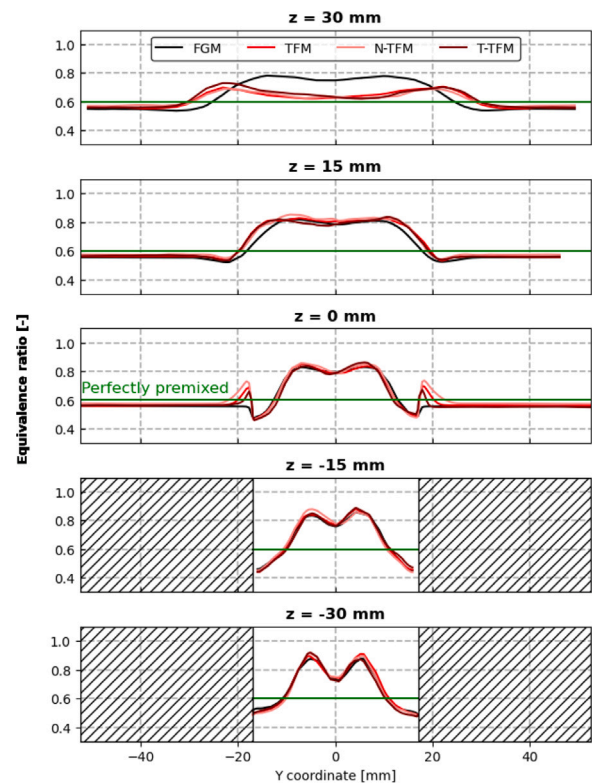 z = 30 mm
1.0
FGM TFM N-TFM T-TFM
0.8
0.6
0.4
z = 15 mm
1.0
0.8
0.6
0.4
z = 0 mm
1.0
0.8
Perfectly premixed
0.6
0.4
Equivalence ratio [-]
z = -15 mm
1.0
0.8
0.6
0.4
z = -30 mm
1.0
0.8
0.6
0.4
−40 −20 0 20 40
Y coordinate [mm]